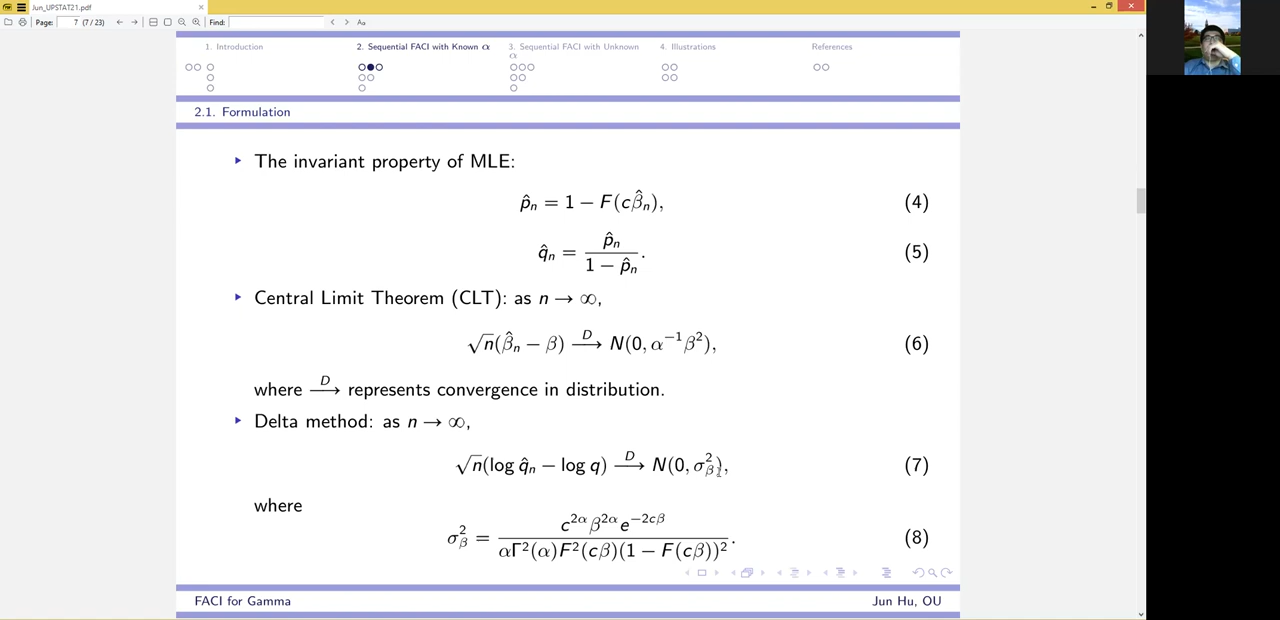 Jun_UPSTAT21.pdf
Page: 7 (7 / 23) Find: Aa
1. Introduction
2. Sequential FACI with Known α
3. Sequential FACI with Unknown α
4. Illustrations
References
2.1. Formulation
The invariant property of MLE:
p̂ₙ = 1 − F(cβ̂ₙ), (4)
q̂ₙ = p̂ₙ / (1 − p̂ₙ). (5)
Central Limit Theorem (CLT): as n → ∞,
√n(β̂ₙ − β) —D→ N(0, α⁻¹β²), (6)
where —D→ represents convergence in distribution.
Delta method: as n → ∞,
√n(log q̂ₙ − log q) —D→ N(0, σ²_β), (7)
where
σ²_β = c^{2α}β^{2α}e^{−2cβ} / (αΓ²(α)F²(cβ)(1 − F(cβ))²). (8)
FACI for Gamma
Jun Hu, OU